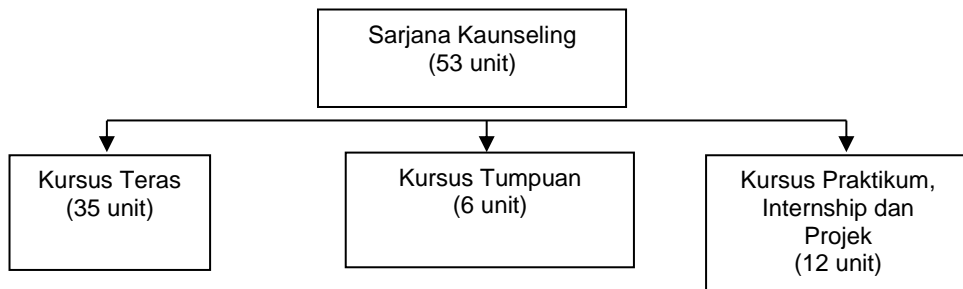 Sarjana Kaunseling
(53 unit)
Kursus Teras
(35 unit)
Kursus Tumpuan
(6 unit)
Kursus Praktikum,
Internship dan
Projek
(12 unit)